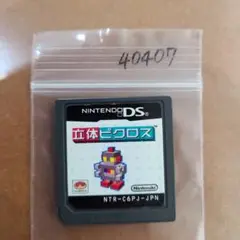 40407
NINTENDO DS
立体ピクロス
Nintendo
NTR-C6PJ-JPN